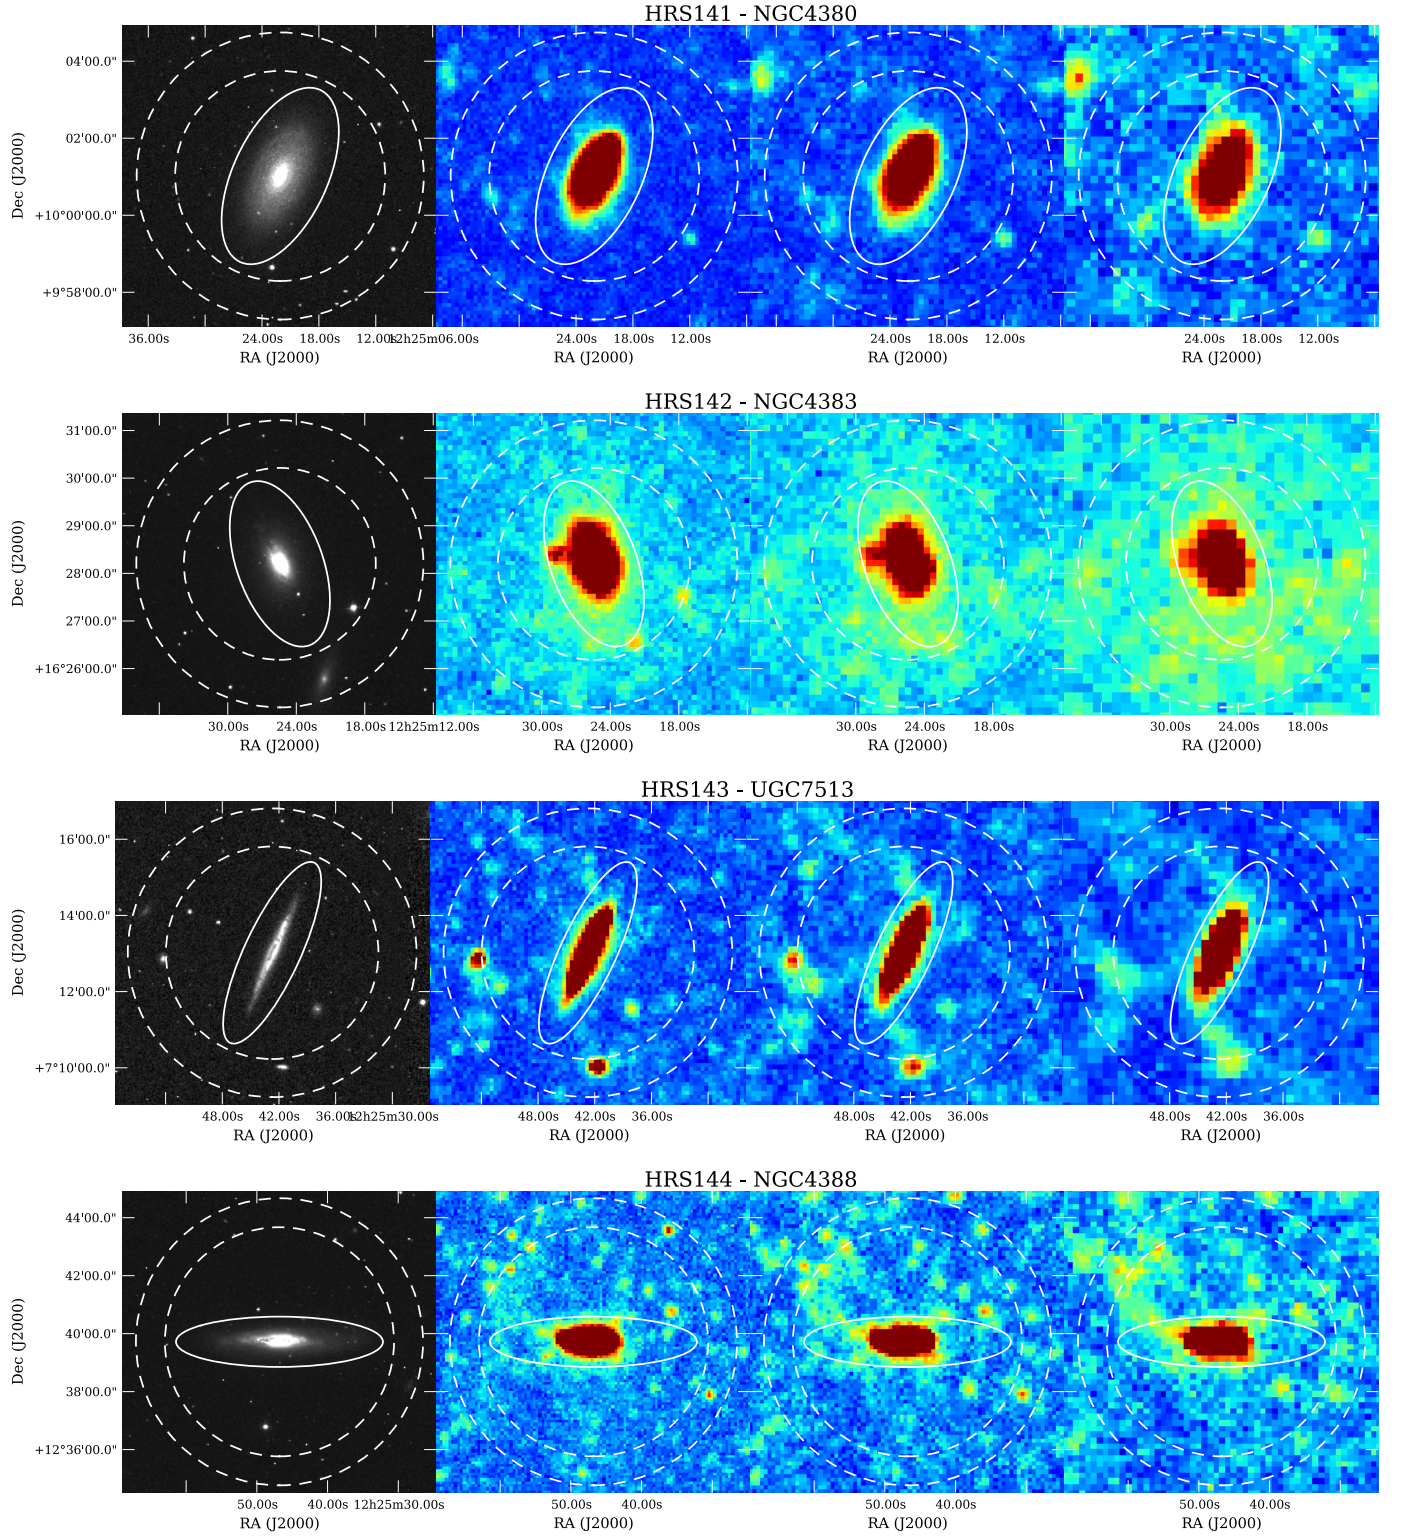 HRS141 - NGC4380
04'00.0"
02'00.0"
+10°00'00.0"
+9°58'00.0"
Dec (J2000)
36.00s 24.00s 18.00s 12.00s 12h25m06.00s 24.00s 18.00s 12.00s 24.00s 18.00s 12.00s 24.00s 18.00s 12.00s
RA (J2000) RA (J2000) RA (J2000) RA (J2000)
HRS142 - NGC4383
31'00.0"
30'00.0"
29'00.0"
28'00.0"
27'00.0"
+16°26'00.0"
Dec (J2000)
30.00s 24.00s 18.00s 12h25m12.00s 30.00s 24.00s 18.00s 30.00s 24.00s 18.00s 30.00s 24.00s 18.00s
RA (J2000) RA (J2000) RA (J2000) RA (J2000)
HRS143 - UGC7513
16'00.0"
14'00.0"
12'00.0"
+7°10'00.0"
Dec (J2000)
48.00s 42.00s 36.00s 12h25m30.00s 48.00s 42.00s 36.00s 48.00s 42.00s 36.00s 48.00s 42.00s 36.00s
RA (J2000) RA (J2000) RA (J2000) RA (J2000)
HRS144 - NGC4388
44'00.0"
42'00.0"
40'00.0"
38'00.0"
+12°36'00.0"
Dec (J2000)
50.00s 40.00s 12h25m30.00s 50.00s 40.00s 50.00s 40.00s 50.00s 40.00s
RA (J2000) RA (J2000) RA (J2000) RA (J2000)